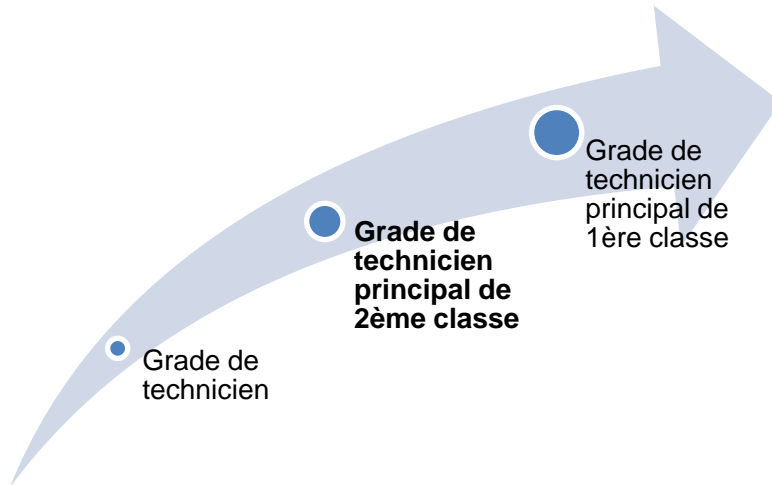 Grade de
technicien
Grade de
technicien
principal de
2ème classe
Grade de
technicien
principal de
1ère classe